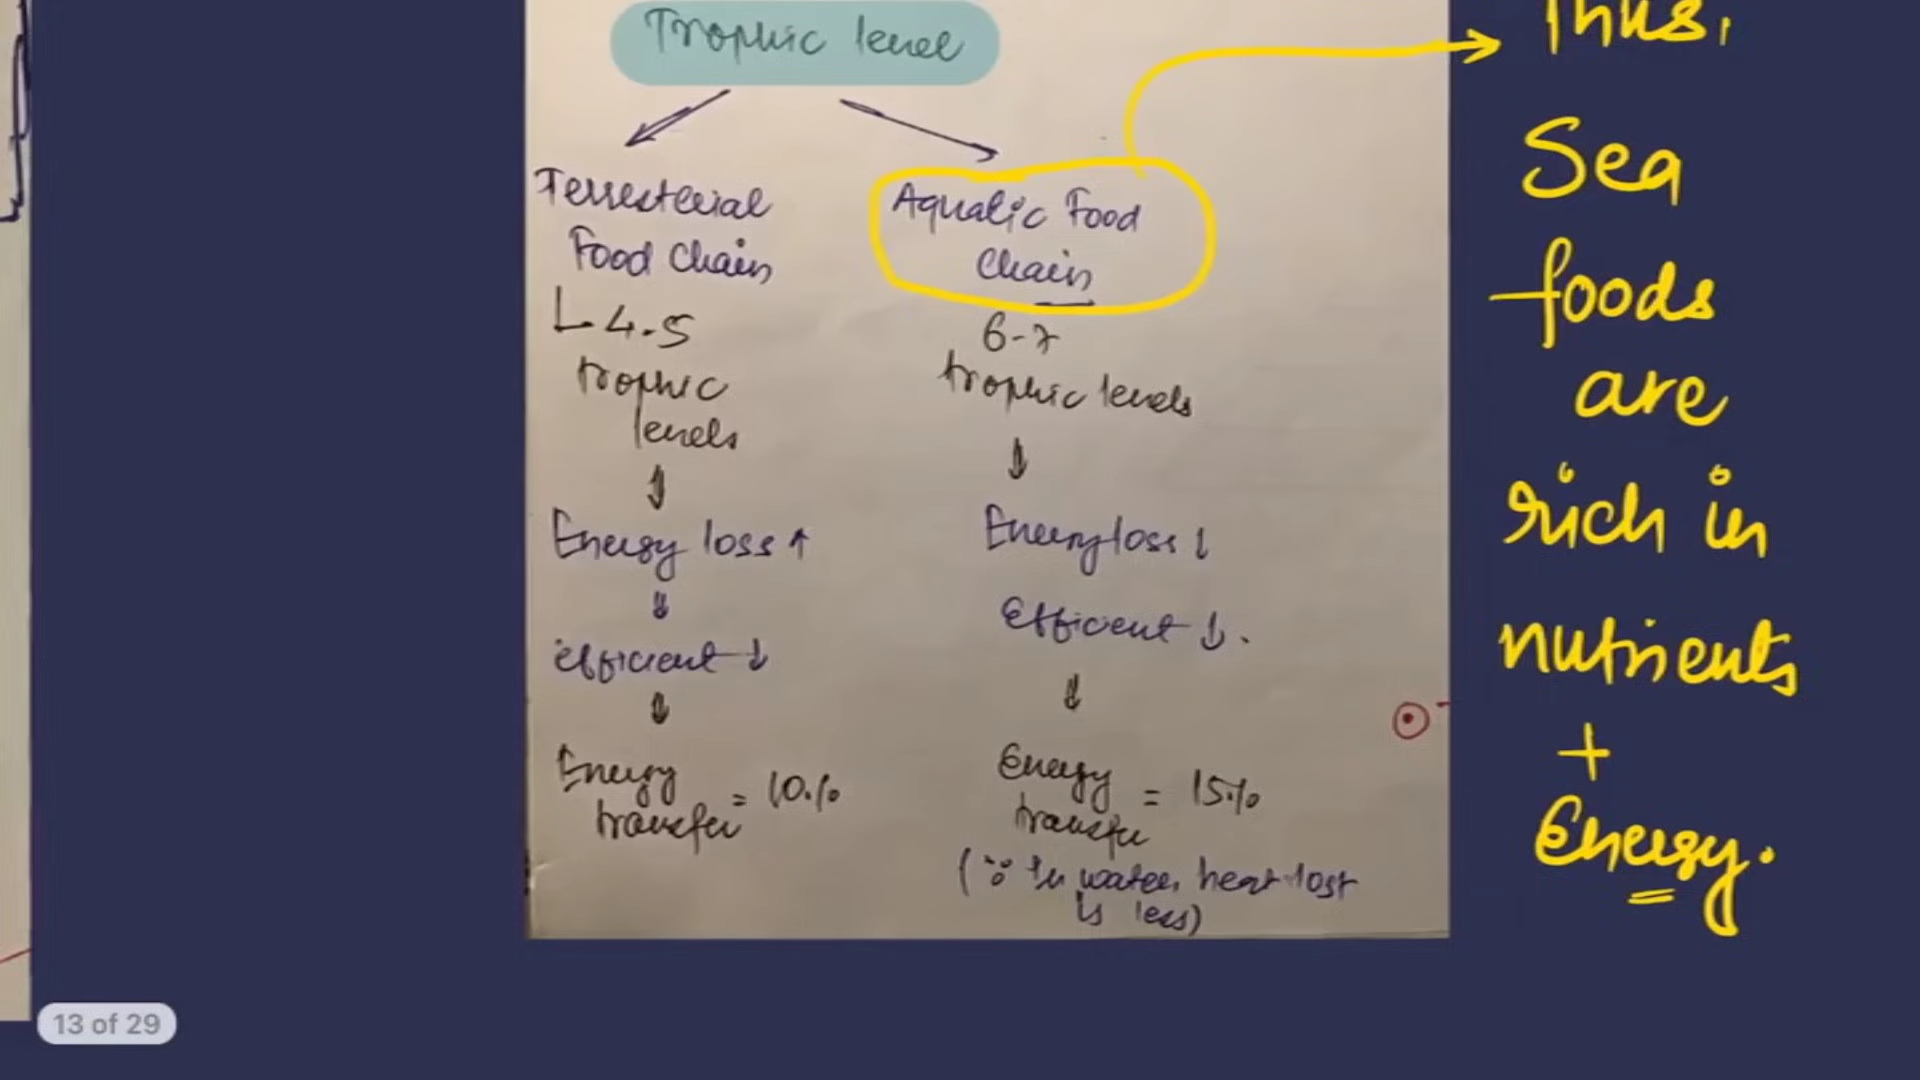 Trophic level
Terresterial
Food Chain
4-5
trophic
levels
Energy loss ↑
efficient ↓
Energy
transfer = 10%
Aquatic Food
Chain
6-7
trophic levels
Energy loss ↓
Efficient ↓.
Energy
transfer = 15%
(∵ In water, heat lost
is less)
Thus,
Sea
foods
are
rich in
nutrients
+
Energy.
13 of 29